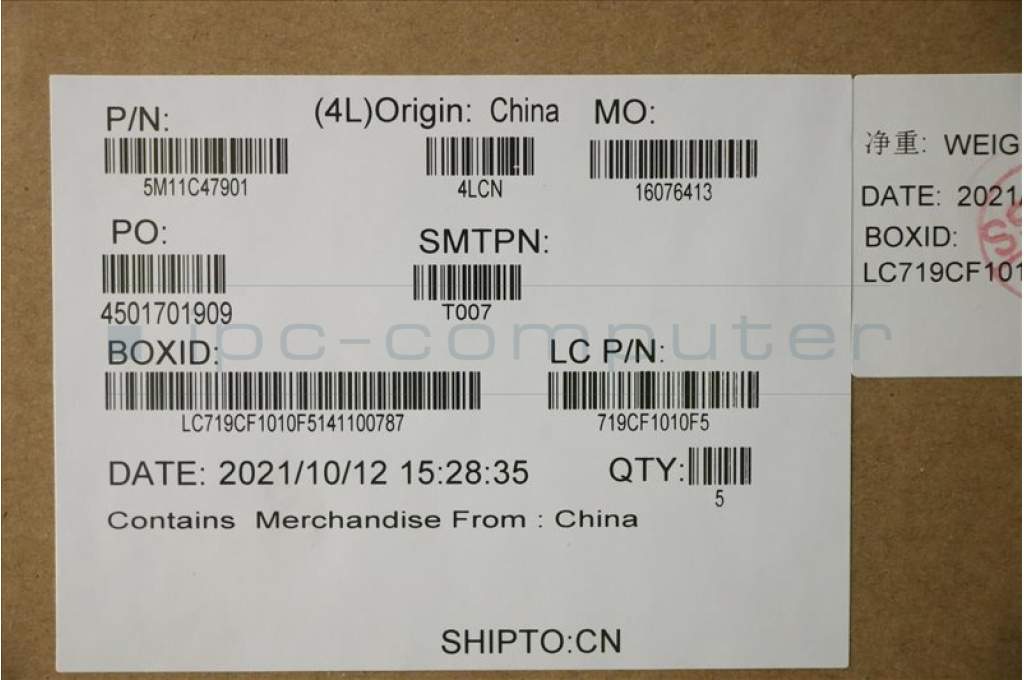 P/N: (4L)Origin: China MO:
5M11C47901 4LCN 16076413
PO: SMTPN:
4501701909 T007
ipc-computer
BOXID: LC P/N:
LC719CF1010F5141100787 719CF1010F5
DATE: 2021/10/12 15:28:35 QTY:
5
Contains Merchandise From : China
SHIPTO:CN
净重: WEIG
DATE: 2021/
BOXID:
LC719CF101